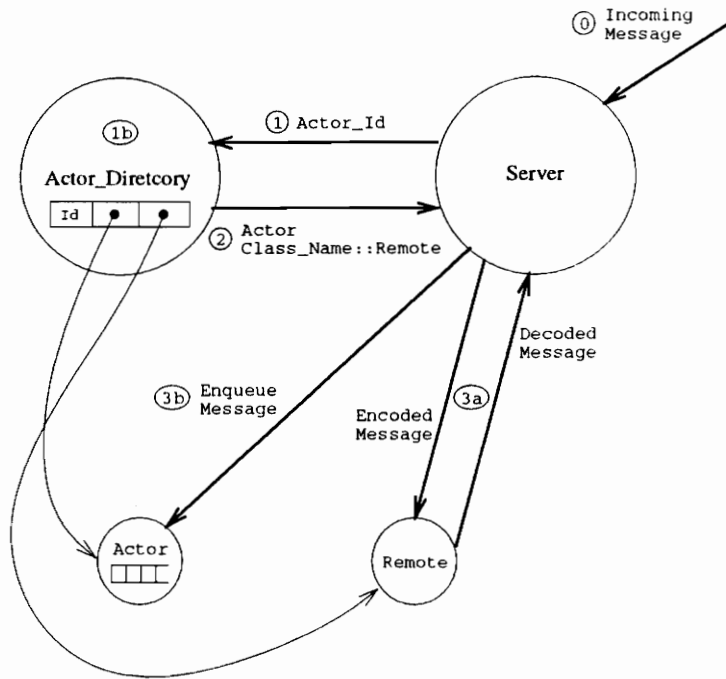 0 Incoming
Message
1b
1 Actor_Id
Actor_Diretcory
Server
Id
2 Actor
Class_Name::Remote
Decoded
Message
3b Enqueue
Message
3a
Encoded
Message
Actor
Remote